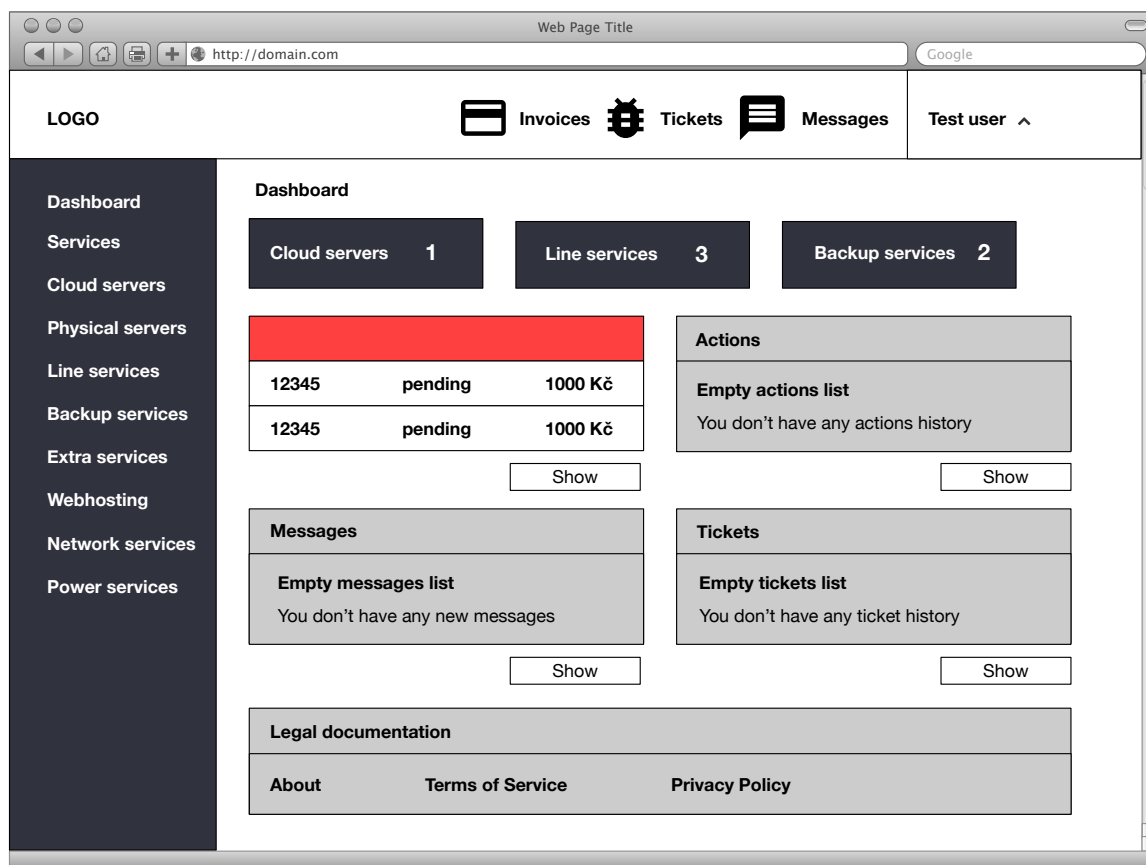 Web Page Title
http://domain.com
Google
LOGO
Invoices
Tickets
Messages
Test user
Dashboard
Services
Cloud servers
Physical servers
Line services
Backup services
Extra services
Webhosting
Network services
Power services
Dashboard
Cloud servers 1
Line services 3
Backup services 2
12345 pending 1000 Kč
12345 pending 1000 Kč
Show
Actions
Empty actions list
You don’t have any actions history
Show
Messages
Empty messages list
You don’t have any new messages
Show
Tickets
Empty tickets list
You don’t have any ticket history
Show
Legal documentation
About
Terms of Service
Privacy Policy